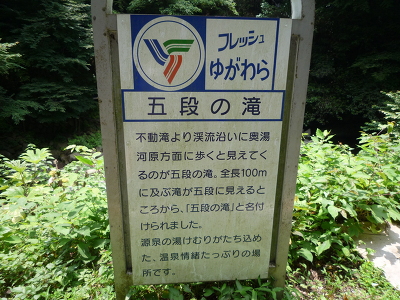 フレッシュ
ゆがわら
五段の滝
不動滝より渓流沿いに奥湯
河原方面に歩くと見えてく
るのが五段の滝。全長100m
に及ぶ滝が五段に見えると
ころから、「五段の滝」と名付
けられました。
源泉の湯けむりがたち込め
た、温泉情緒たっぷりの場
所です。